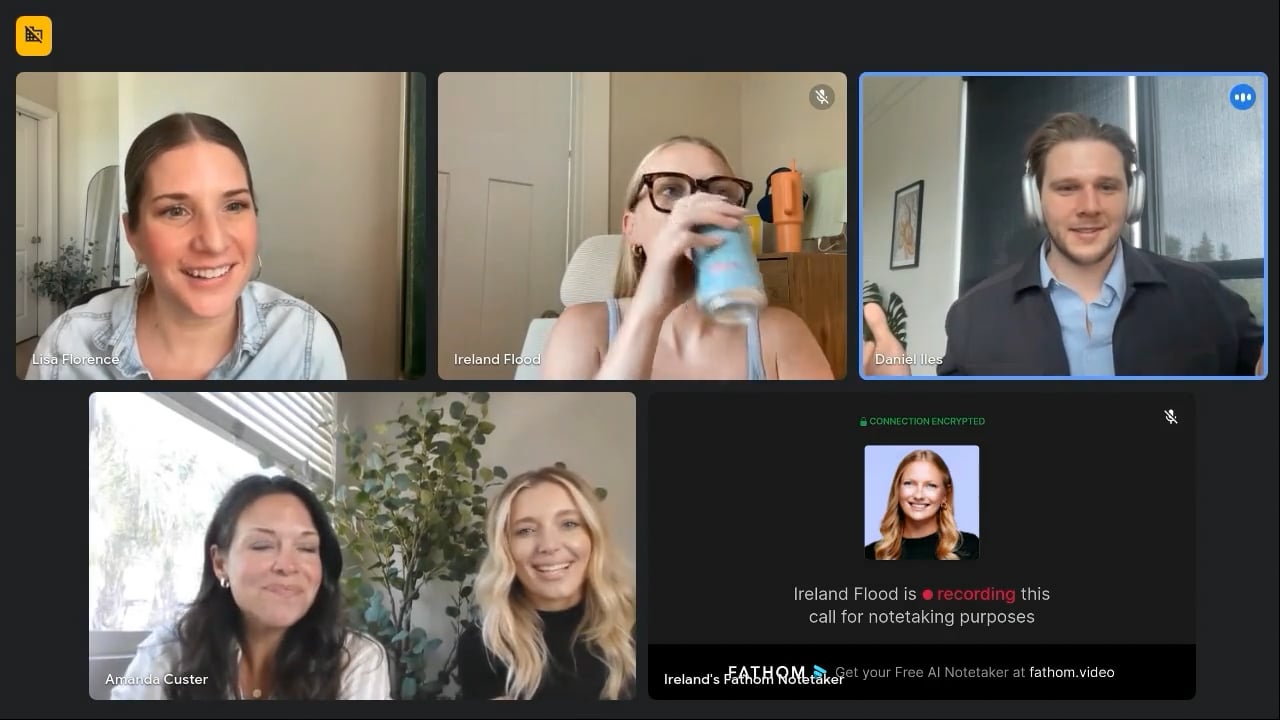 Lisa Florence
Ireland Flood
Daniel Iles
Amanda Custer
CONNECTION ENCRYPTED
Ireland Flood is recording this
call for notetaking purposes
FATHOM Get your Free AI Notetaker at fathom.video
Ireland's Fathom Notetaker